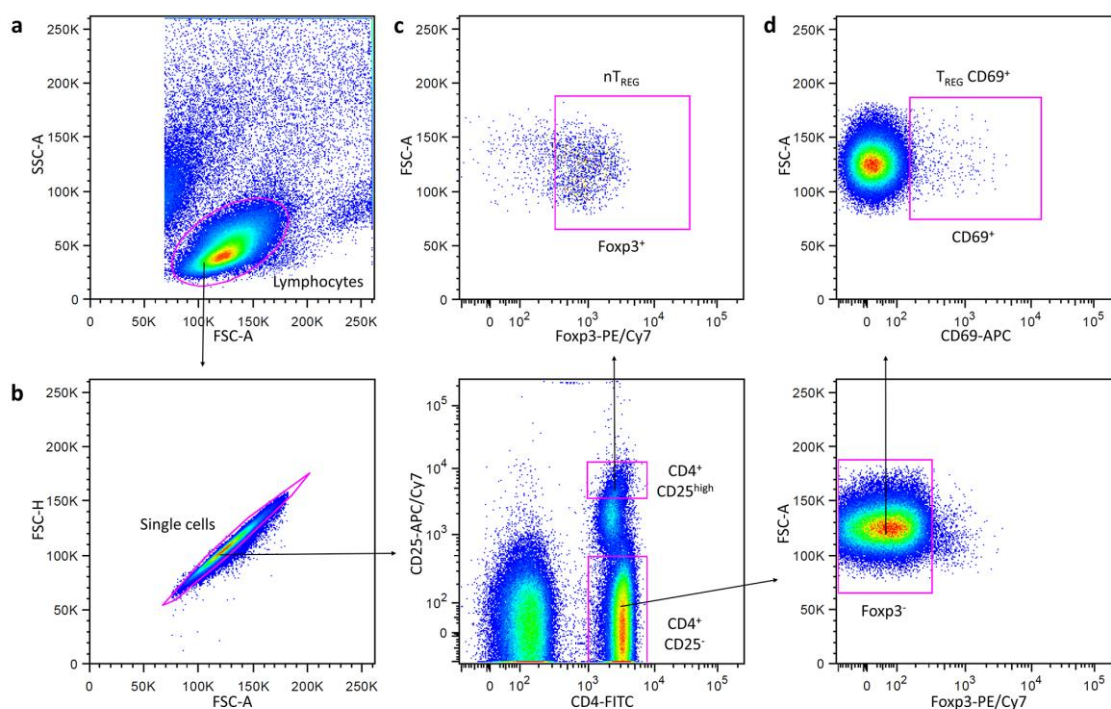 a
250K
200K
150K
100K
50K
0
SSC-A
Lymphocytes
0 50K 100K 150K 200K 250K
FSC-A
c
250K
200K
150K
100K
50K
0
FSC-A
nTREG
Foxp3+
0 10² 10³ 10⁴ 10⁵
Foxp3-PE/Cy7
d
250K
200K
150K
100K
50K
0
FSC-A
TREG CD69+
CD69+
0 10² 10³ 10⁴ 10⁵
CD69-APC
b
250K
200K
150K
100K
50K
0
FSC-H
Single cells
0 50K 100K 150K 200K 250K
FSC-A
10⁵
10⁴
10³
10²
0
CD25-APC/Cy7
CD4+
CD25high
CD4+
CD25-
0 10² 10³ 10⁴ 10⁵
CD4-FITC
250K
200K
150K
100K
50K
0
FSC-A
Foxp3-
0 10² 10³ 10⁴ 10⁵
Foxp3-PE/Cy7